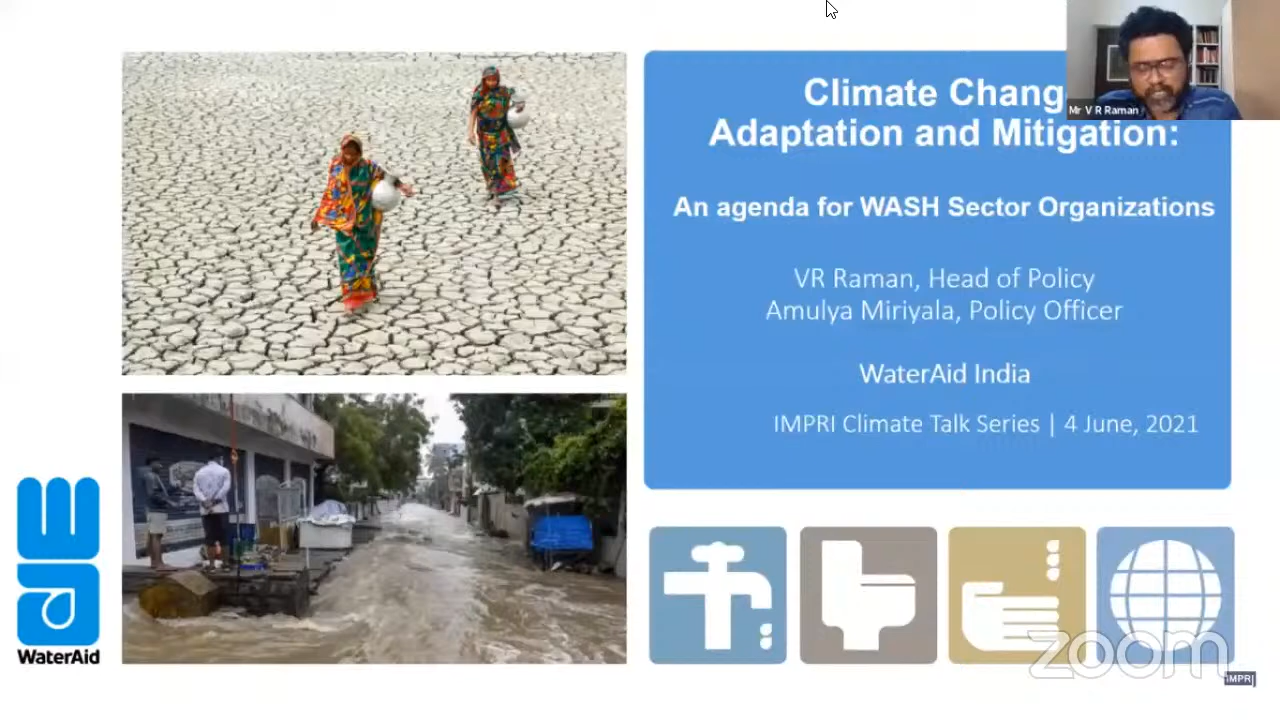 Climate Chang
Adaptation and Mitigation:
An agenda for WASH Sector Organizations
VR Raman, Head of Policy
Amulya Miriyala, Policy Officer
WaterAid India
IMPRI Climate Talk Series | 4 June, 2021
Mr V R Raman
WaterAid
zoom
IMPRI